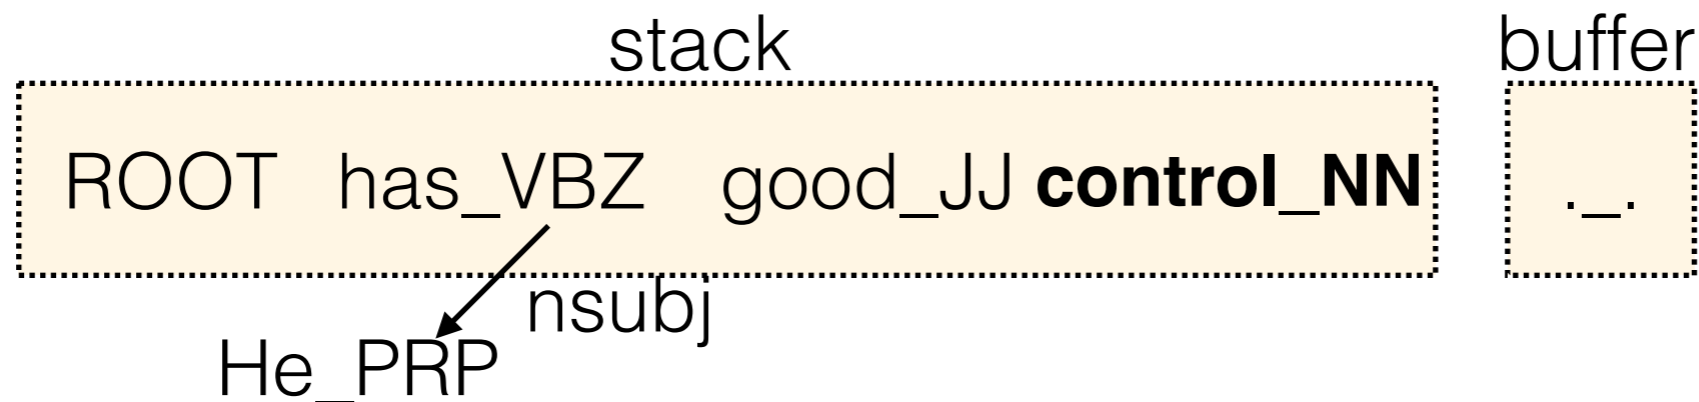 stack buffer
ROOT has_VBZ good_JJ control_NN ._.
nsubj
He_PRP